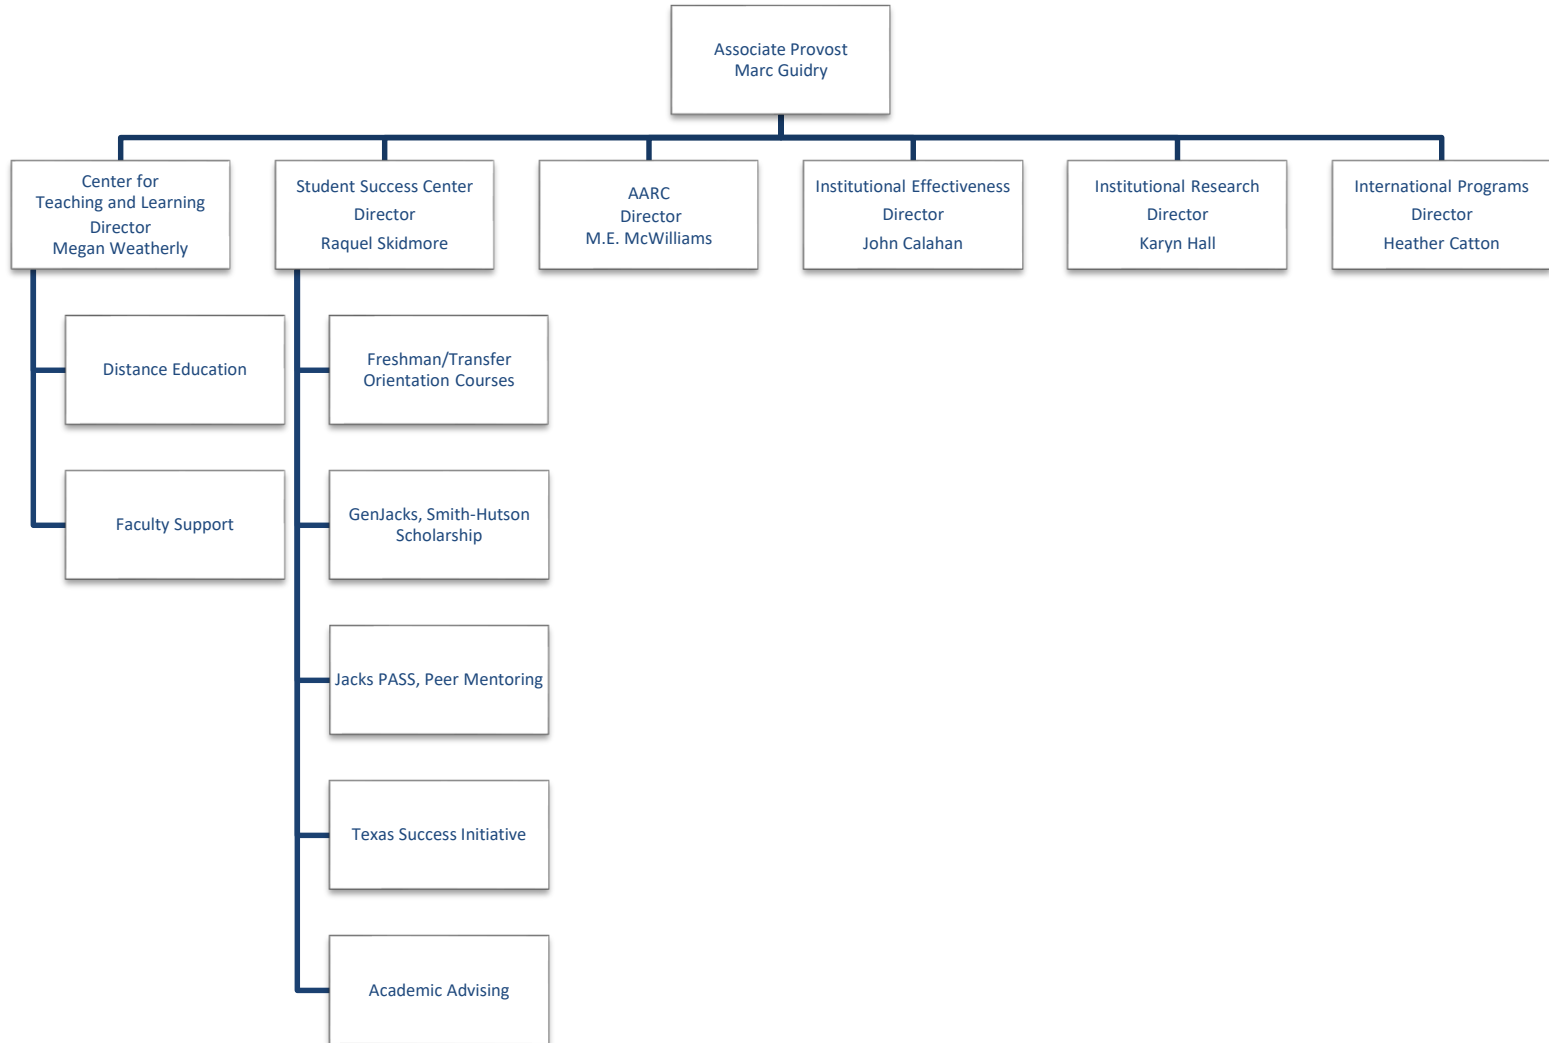 Associate Provost
Marc Guidry
Center for
Teaching and Learning
Director
Megan Weatherly
Student Success Center
Director
Raquel Skidmore
AARC
Director
M.E. McWilliams
Institutional Effectiveness
Director
John Calahan
Institutional Research
Director
Karyn Hall
International Programs
Director
Heather Catton
Distance Education
Faculty Support
Freshman/Transfer
Orientation Courses
GenJacks, Smith-Hutson
Scholarship
Jacks PASS, Peer Mentoring
Texas Success Initiative
Academic Advising